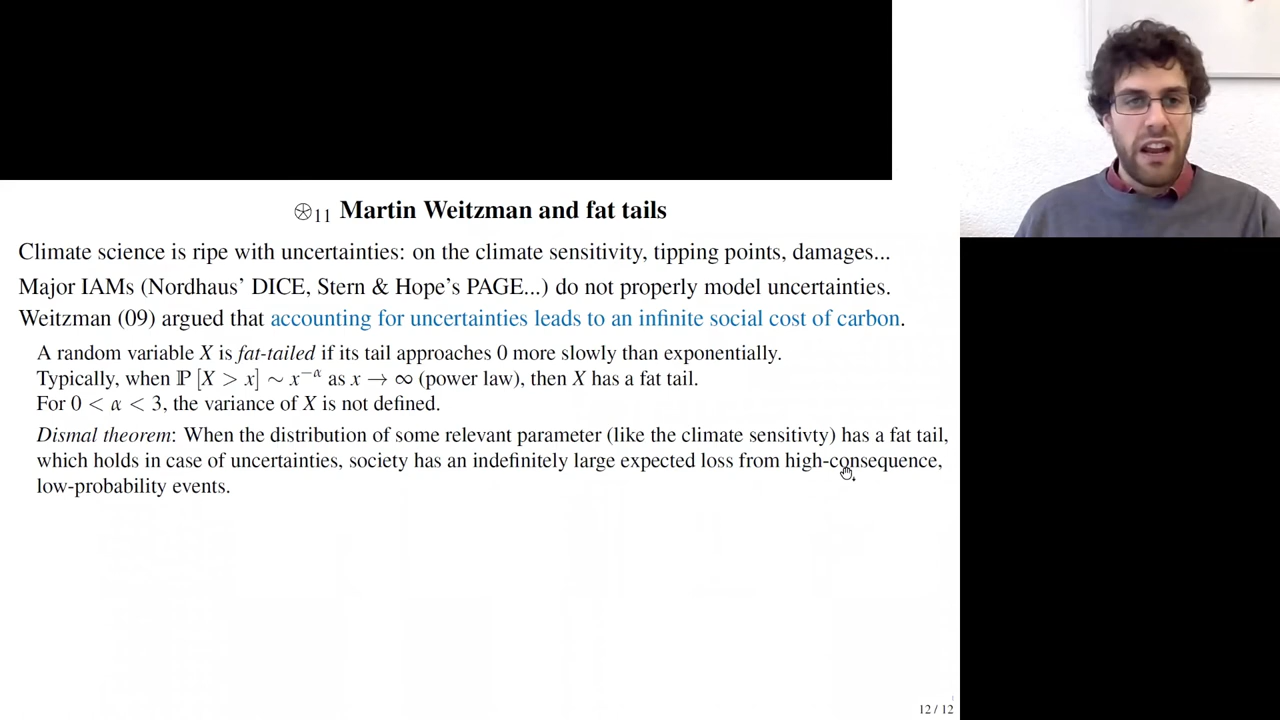 ⊛11 Martin Weitzman and fat tails
Climate science is ripe with uncertainties: on the climate sensitivity, tipping points, damages...
Major IAMs (Nordhaus' DICE, Stern & Hope's PAGE...) do not properly model uncertainties.
Weitzman (09) argued that accounting for uncertainties leads to an infinite social cost of carbon.
A random variable X is fat-tailed if its tail approaches 0 more slowly than exponentially.
Typically, when ℙ [X > x] ∼ x^−α as x → ∞ (power law), then X has a fat tail.
For 0 < α < 3, the variance of X is not defined.
Dismal theorem: When the distribution of some relevant parameter (like the climate sensitivty) has a fat tail,
which holds in case of uncertainties, society has an indefinitely large expected loss from high-consequence,
low-probability events.
12 / 12